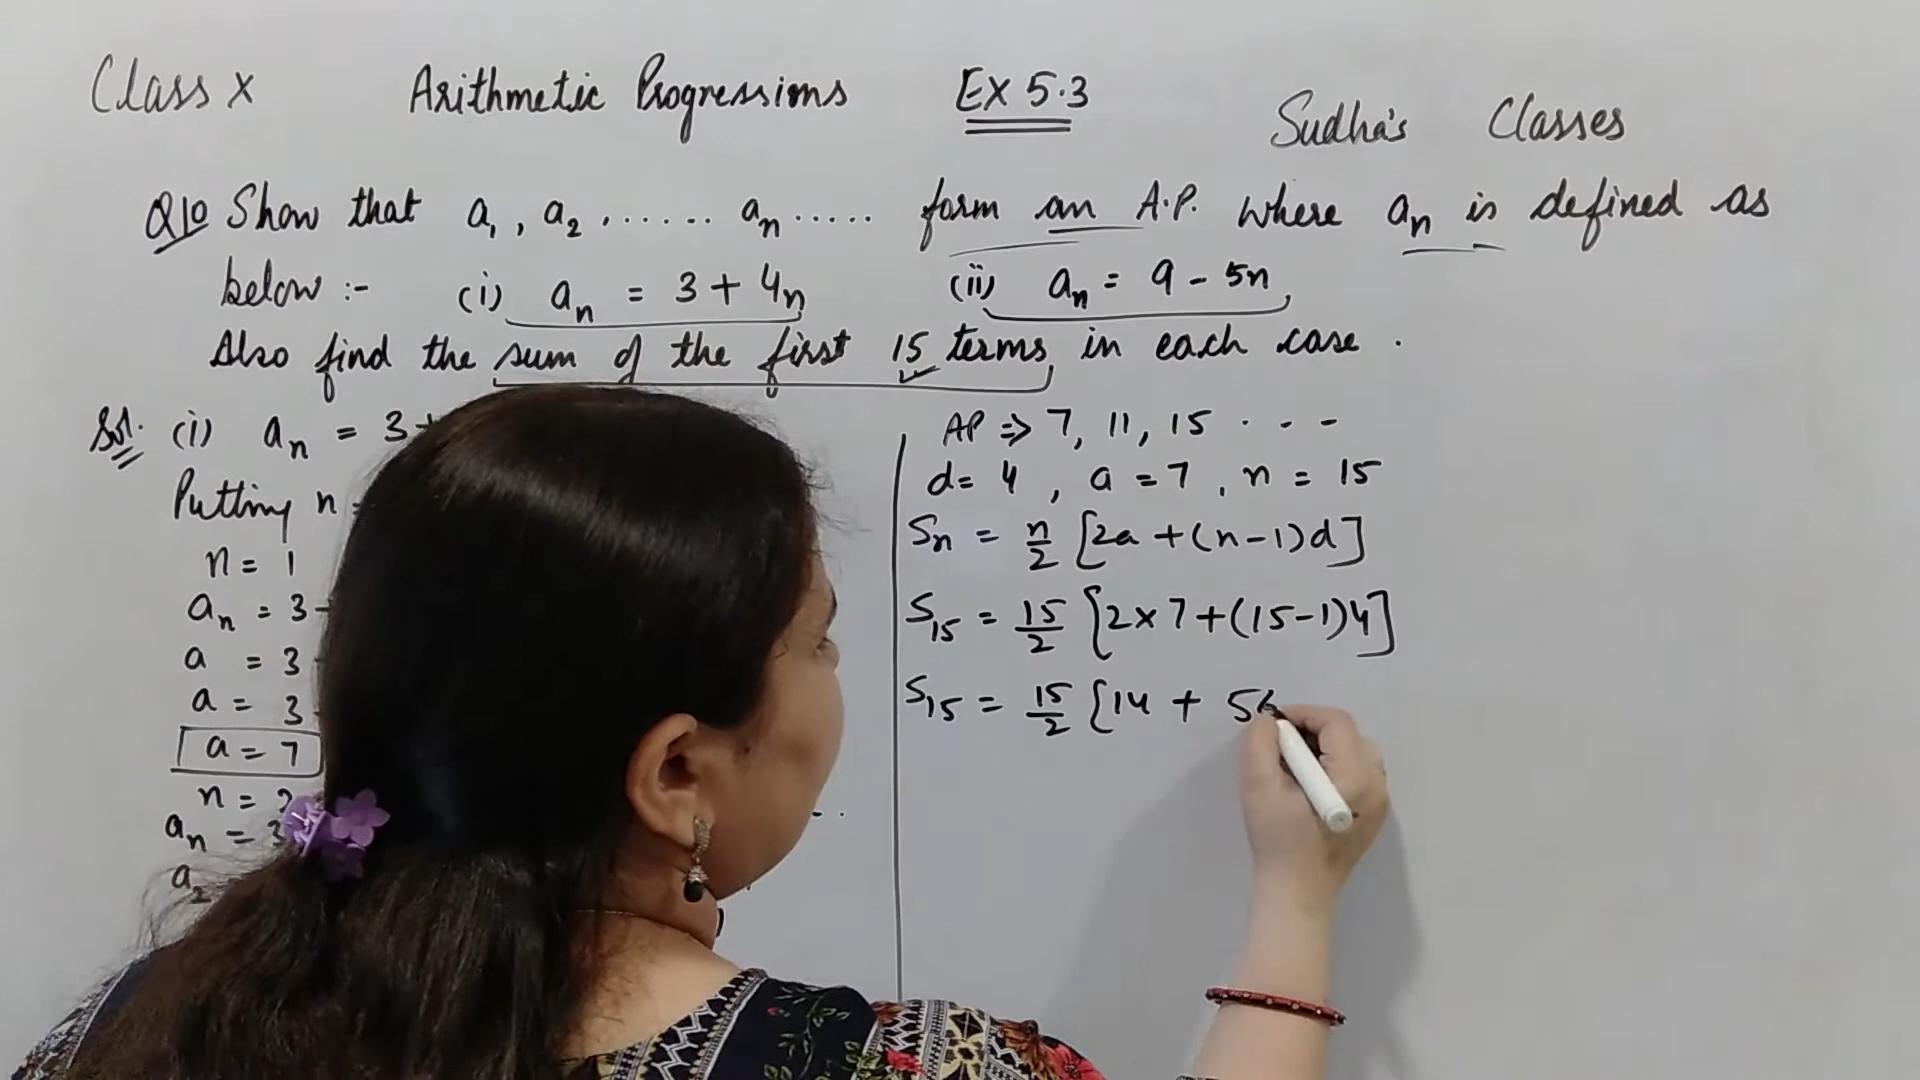 Class X Arithmetic Progressions EX 5.3 Sudha's Classes
Q10 Show that a₁, a₂ ...... aₙ ..... form an A.P. where aₙ is defined as
below :- (i) aₙ = 3 + 4n (ii) aₙ = 9 - 5n
Also find the sum of the first 15 terms in each case .
Sol. (i) aₙ = 3+
Putting n =
n = 1
aₙ = 3
a = 3
a = 3
a = 7
n = 2
aₙ = 3
a₂
AP => 7, 11, 15 . - -
d = 4 , a = 7 , n = 15
Sₙ = n/2 [2a + (n-1)d]
S₁₅ = 15/2 [2×7+(15-1)4]
S₁₅ = 15/2 [14 + 56